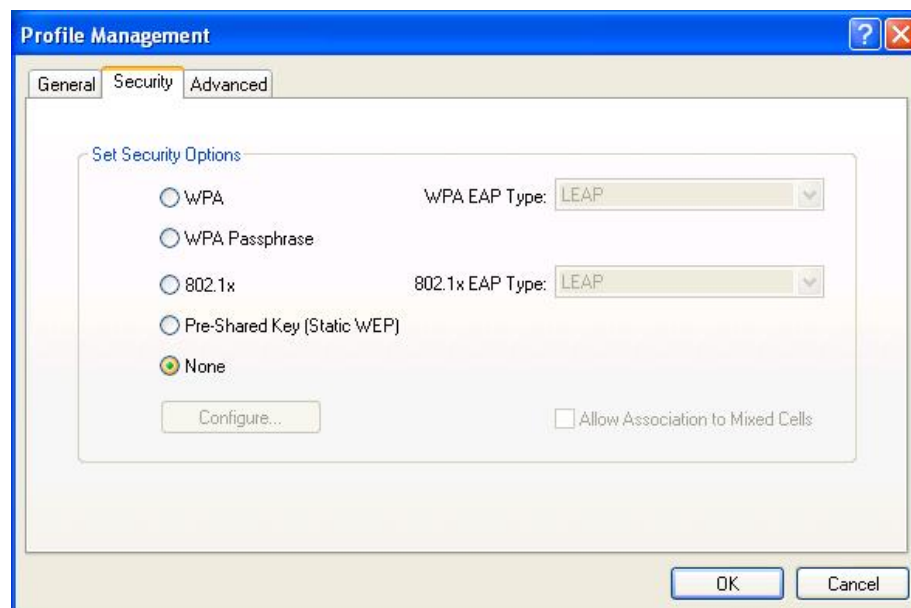 Profile Management
General Security Advanced
Set Security Options
WPA WPA EAP Type: LEAP
WPA Passphrase
802.1x 802.1x EAP Type: LEAP
Pre-Shared Key (Static WEP)
None
Configure... Allow Association to Mixed Cells
OK Cancel